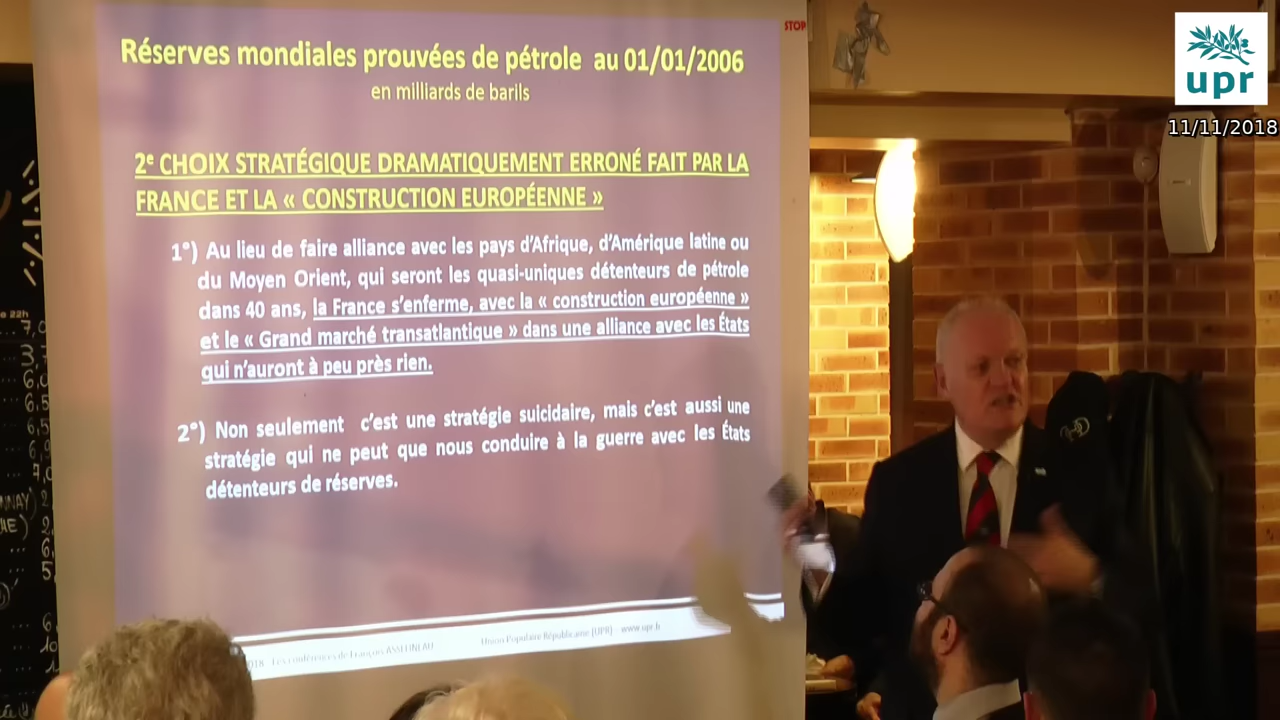 Réserves mondiales prouvées de pétrole au 01/01/2006
en milliards de barils
2e CHOIX STRATÉGIQUE DRAMATIQUEMENT ERRONÉ FAIT PAR LA
FRANCE ET LA « CONSTRUCTION EUROPÉENNE »
1°) Au lieu de faire alliance avec les pays d'Afrique, d'Amérique latine ou
du Moyen Orient, qui seront les quasi-uniques détenteurs de pétrole
dans 40 ans, la France s'enferme, avec la « construction européenne »
et le « Grand marché transatlantique » dans une alliance avec les États
qui n'auront à peu près rien.
2°) Non seulement c'est une stratégie suicidaire, mais c'est aussi une
stratégie qui ne peut que nous conduire à la guerre avec les États
détenteurs de réserves.
Les conférences de François ASSELINEAU Union Populaire Républicaine (UPR) - www.upr.fr
STOP
upr
11/11/2018
22h